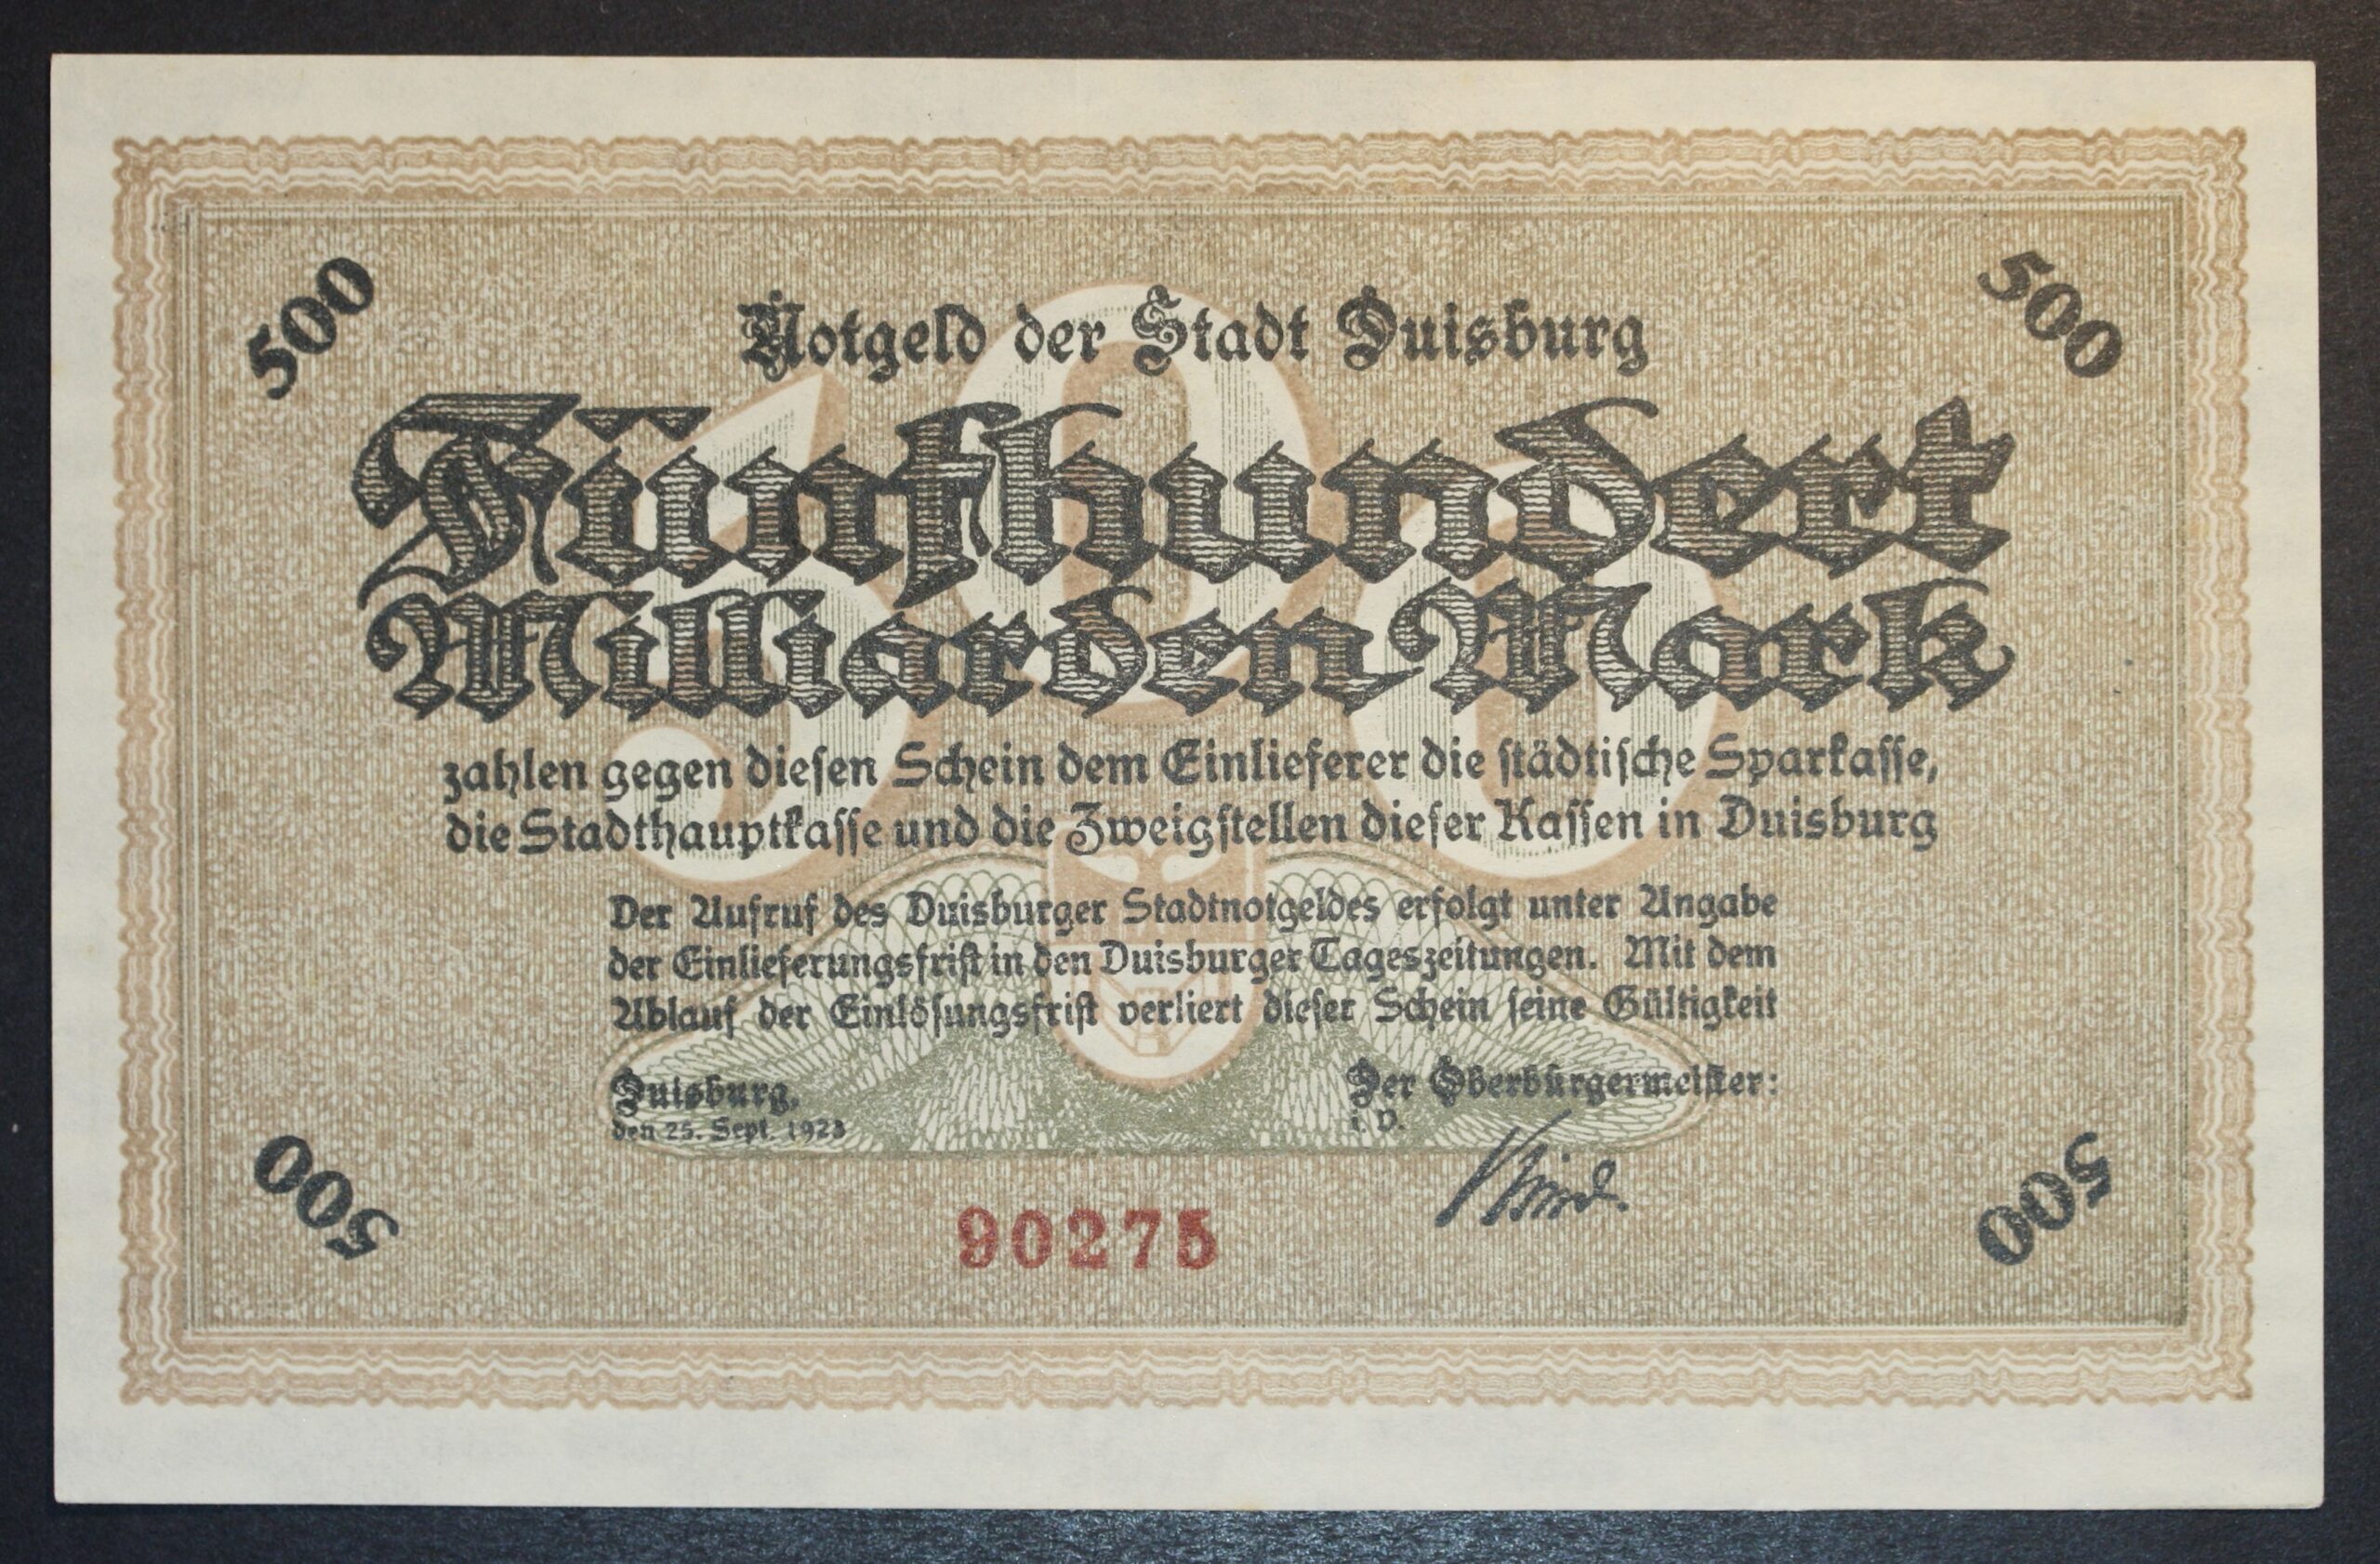 500
500
Notgeld der Stadt Duisburg
Fünfhundert
Milliarden Mark
zahlen gegen diesen Schein dem Einlieferer die städtische Sparkasse,
die Stadthauptkasse und die Zweigstellen dieser Kassen in Duisburg
Der Aufruf des Duisburger Stadtnotgeldes erfolgt unter Angabe
der Einlieferungsfrist in den Duisburger Tageszeitungen. Mit dem
Ablauf der Einlösungsfrist verliert dieser Schein seine Gültigkeit
Duisburg,
den 25. Sept. 1923
Der Oberbürgermeister:
i. V.
90275
500
500